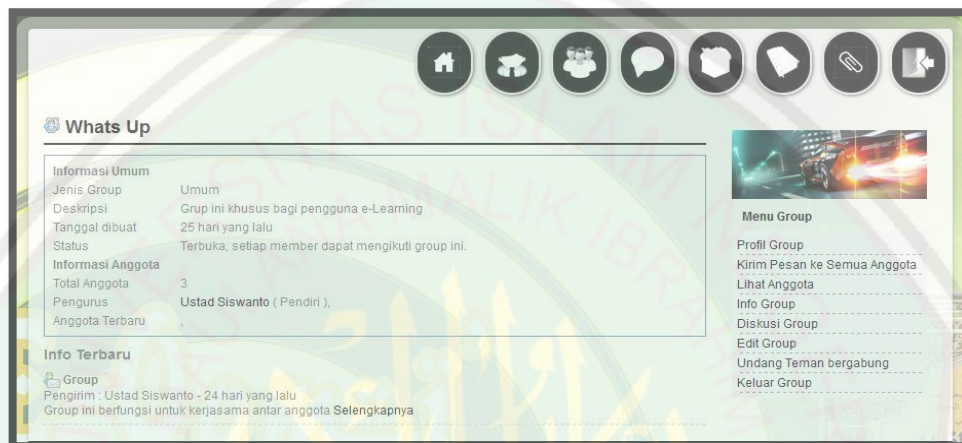 Whats Up
Informasi Umum
Jenis Group Umum
Deskripsi Grup ini khusus bagi pengguna e-Learning
Tanggal dibuat 25 hari yang lalu
Status Terbuka, setiap member dapat mengikuti group ini.
Informasi Anggota
Total Anggota 3
Pengurus Ustad Siswanto ( Pendiri ),
Anggota Terbaru ,
Info Terbaru
Group
Pengirim : Ustad Siswanto - 24 hari yang lalu
Group ini berfungsi untuk kerjasama antar anggota Selengkapnya
Menu Group
Profil Group
Kirim Pesan ke Semua Anggota
Lihat Anggota
Info Group
Diskusi Group
Edit Group
Undang Teman bergabung
Keluar Group